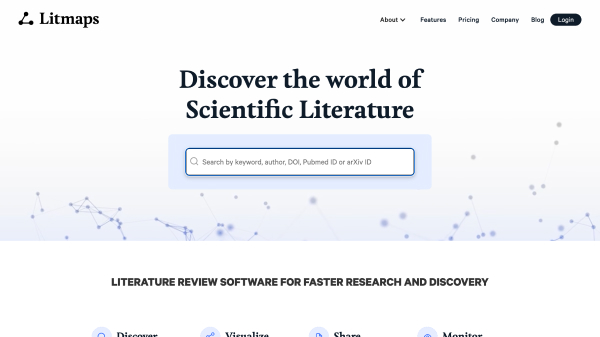 Litmaps
About Features Pricing Company Blog Login
Discover the world of
Scientific Literature
Search by keyword, author, DOI, Pubmed ID or arXiv ID
LITERATURE REVIEW SOFTWARE FOR FASTER RESEARCH AND DISCOVERY
Discover Visualize Share Monitor